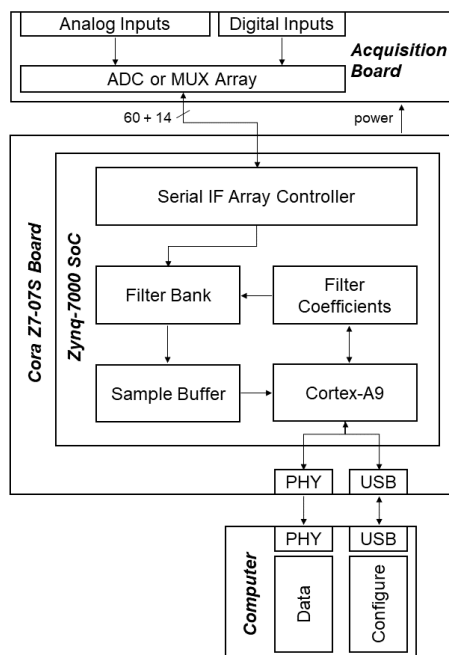 Analog Inputs
Digital Inputs
Acquisition
Board
ADC or MUX Array
60 + 14
power
Cora Z7-07S Board
Zynq-7000 SoC
Serial IF Array Controller
Filter Bank
Filter
Coefficients
Sample Buffer
Cortex-A9
PHY
USB
Computer
PHY
USB
Data
Configure